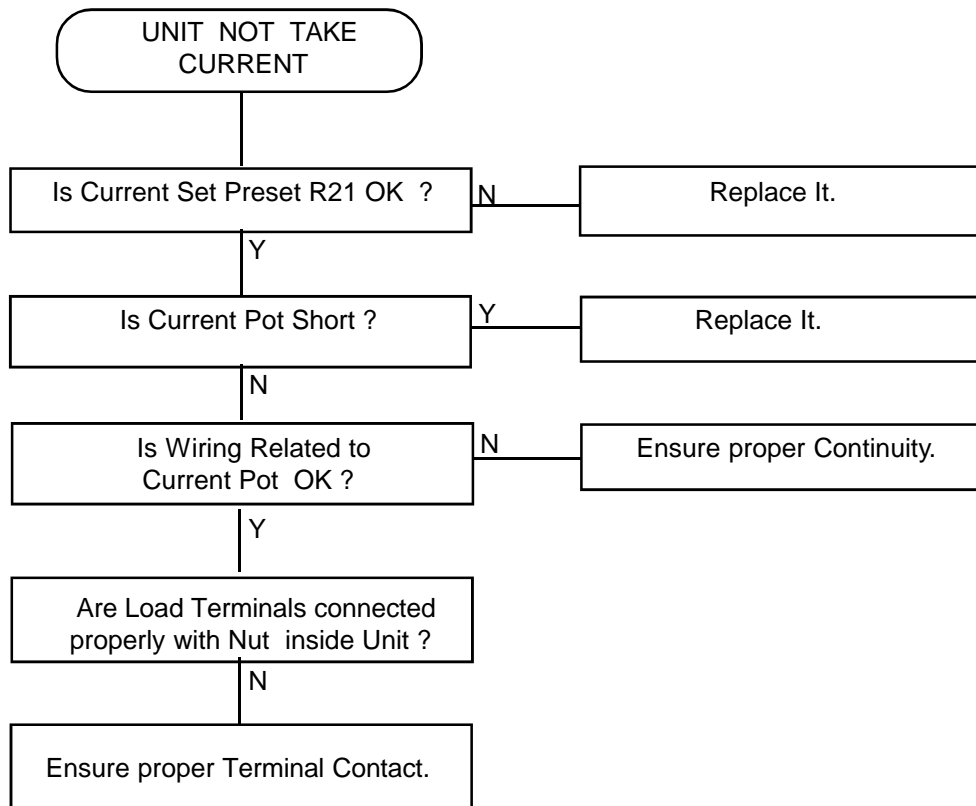 UNIT NOT TAKE
CURRENT
Is Current Set Preset R21 OK ?
N
Replace It.
Y
Is Current Pot Short ?
Y
Replace It.
N
Is Wiring Related to
Current Pot OK ?
N
Ensure proper Continuity.
Y
Are Load Terminals connected
properly with Nut inside Unit ?
N
Ensure proper Terminal Contact.